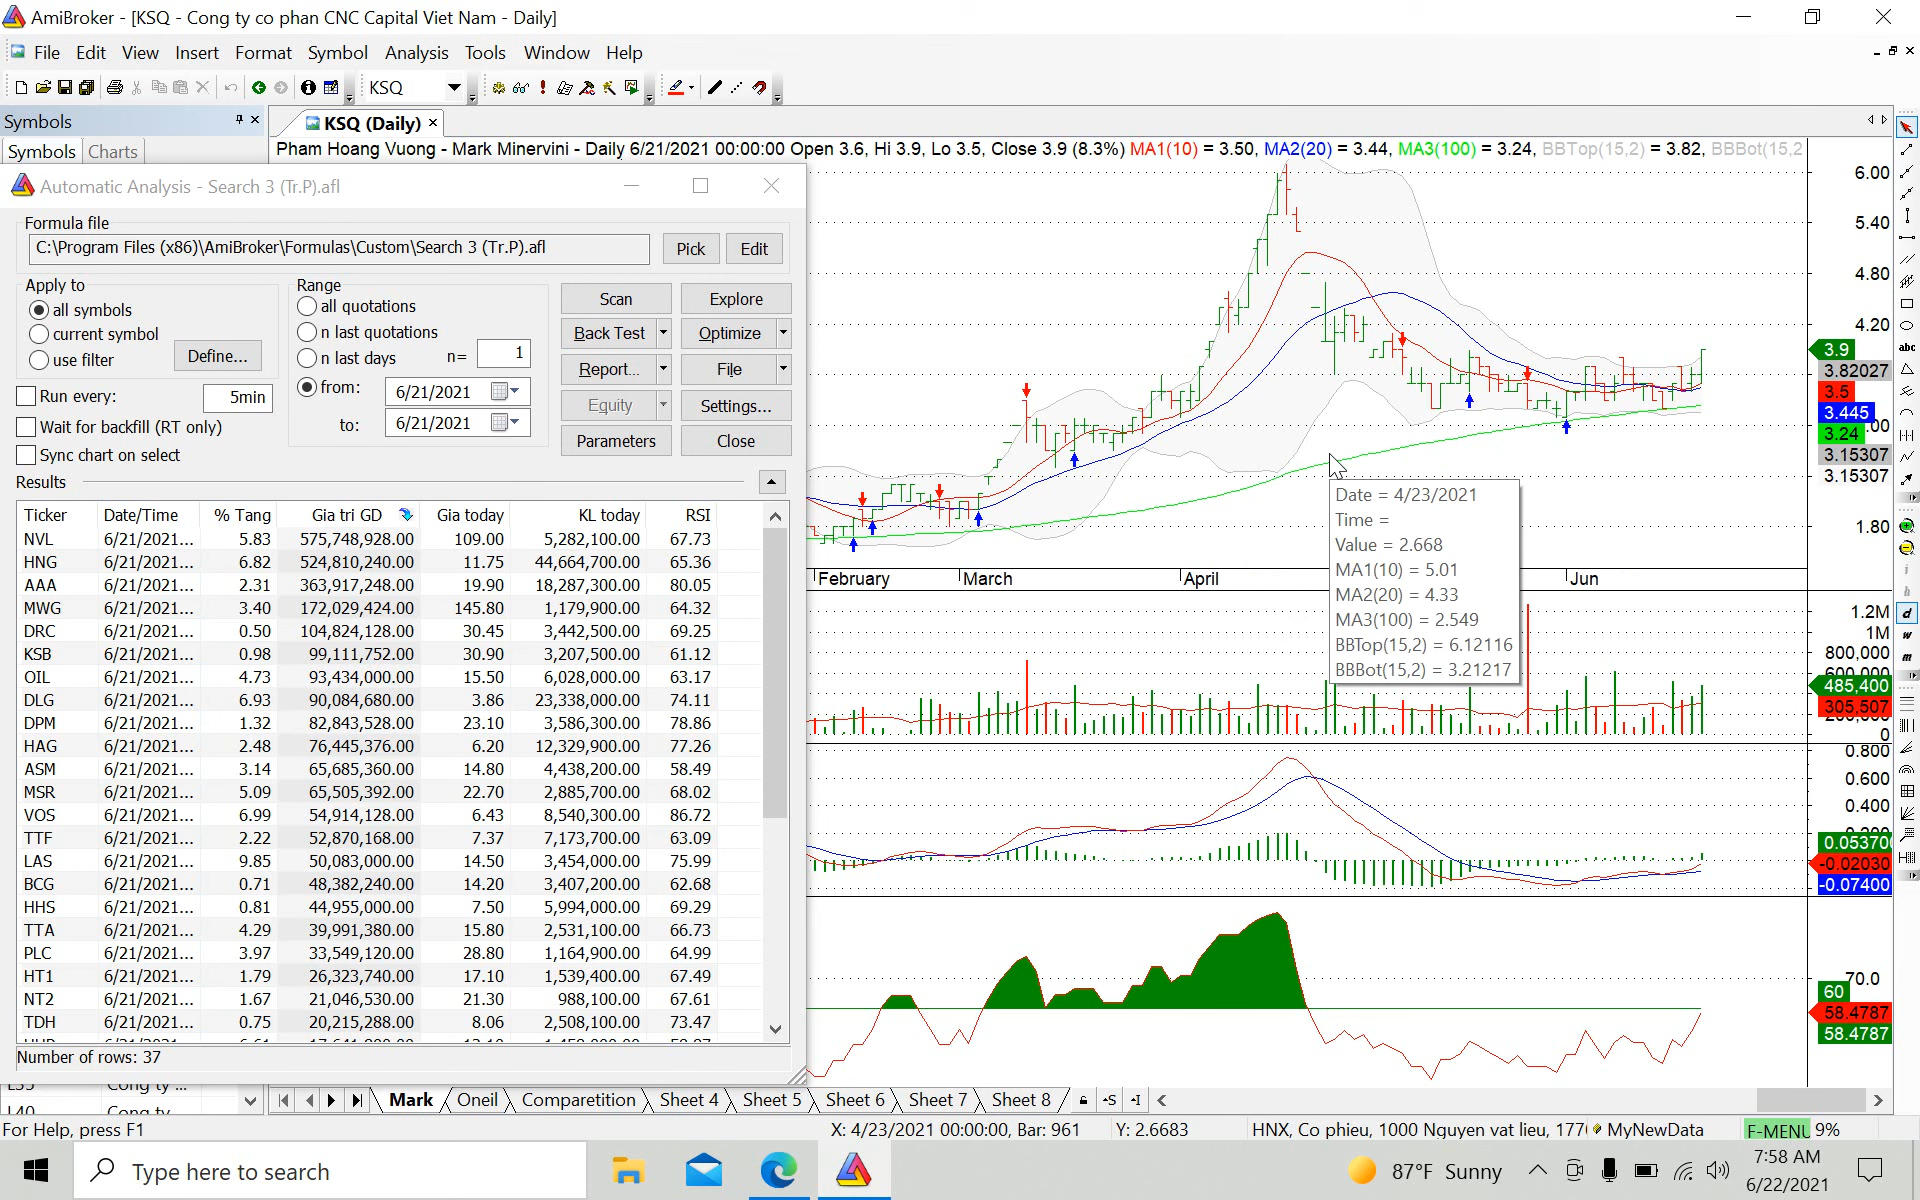 AmiBroker - [KSQ - Cong ty co phan CNC Capital Viet Nam - Daily]
File Edit View Insert Format Symbol Analysis Tools Window Help
KSQ
Symbols
KSQ (Daily)
Symbols Charts
Pham Hoang Vuong - Mark Minervini - Daily 6/21/2021 00:00:00 Open 3.6, Hi 3.9, Lo 3.5, Close 3.9 (8.3%) MA1(10) = 3.50, MA2(20) = 3.44, MA3(100) = 3.24, BBTop(15,2) = 3.82, BBBot(15,2
Automatic Analysis - Search 3 (Tr.P).afl
Formula file
C:\Program Files (x86)\AmiBroker\Formulas\Custom\Search 3 (Tr.P).afl
Pick Edit
Apply to
all symbols
current symbol
use filter
Define...
Range
all quotations
n last quotations
n last days n= 1
from: 6/21/2021
to: 6/21/2021
Scan Explore
Back Test Optimize
Report... File
Equity Settings...
Parameters Close
Run every: 5min
Wait for backfill (RT only)
Sync chart on select
Results
Ticker Date/Time % Tang Gia tri GD Gia today KL today RSI
NVL 6/21/2021... 5.83 575,748,928.00 109.00 5,282,100.00 67.73
HNG 6/21/2021... 6.82 524,810,240.00 11.75 44,664,700.00 65.36
AAA 6/21/2021... 2.31 363,917,248.00 19.90 18,287,300.00 80.05
MWG 6/21/2021... 3.40 172,029,424.00 145.80 1,179,900.00 64.32
DRC 6/21/2021... 0.50 104,824,128.00 30.45 3,442,500.00 69.25
KSB 6/21/2021... 0.98 99,111,752.00 30.90 3,207,500.00 61.12
OIL 6/21/2021... 4.73 93,434,000.00 15.50 6,028,000.00 63.17
DLG 6/21/2021... 6.93 90,084,680.00 3.86 23,338,000.00 74.11
DPM 6/21/2021... 1.32 82,843,528.00 23.10 3,586,300.00 78.86
HAG 6/21/2021... 2.48 76,445,376.00 6.20 12,329,900.00 77.26
ASM 6/21/2021... 3.14 65,685,360.00 14.80 4,438,200.00 58.49
MSR 6/21/2021... 5.09 65,505,392.00 22.70 2,885,700.00 68.02
VOS 6/21/2021... 6.99 54,914,128.00 6.43 8,540,300.00 86.72
TTF 6/21/2021... 2.22 52,870,168.00 7.37 7,173,700.00 63.09
LAS 6/21/2021... 9.85 50,083,000.00 14.50 3,454,000.00 75.99
BCG 6/21/2021... 0.71 48,382,240.00 14.20 3,407,200.00 62.68
HHS 6/21/2021... 0.81 44,955,000.00 7.50 5,994,000.00 69.29
TTA 6/21/2021... 4.29 39,991,380.00 15.80 2,531,100.00 66.73
PLC 6/21/2021... 3.97 33,549,120.00 28.80 1,164,900.00 64.99
HT1 6/21/2021... 1.79 26,323,740.00 17.10 1,539,400.00 67.49
NT2 6/21/2021... 1.67 21,046,530.00 21.30 988,100.00 67.61
TDH 6/21/2021... 0.75 20,215,288.00 8.06 2,508,100.00 73.47
Number of rows: 37
6.00
5.40
4.80
4.20
3.9
3.82027
3.5
3.445
.00
3.24
3.15307
3.15307
1.80
Date = 4/23/2021
Time =
Value = 2.668
MA1(10) = 5.01
MA2(20) = 4.33
MA3(100) = 2.549
BBTop(15,2) = 6.12116
BBBot(15,2) = 3.21217
February March April Jun
1.2M
1M
800,000
485,400
305,507
0
0.800
0.600
0.400
0.05370
-0.02030
-0.07400
70.0
60
58.4787
58.4787
abc
d
w
m
L40 Cong ty
Mark Oneil Comparetition Sheet 4 Sheet 5 Sheet 6 Sheet 7 Sheet 8
For Help, press F1
X: 4/23/2021 00:00:00, Bar: 961 Y: 2.6683 HNX, Co phieu, 1000 Nguyen vat lieu, 177 MyNewData F-MENU 9%
Type here to search
87°F Sunny
7:58 AM
6/22/2021